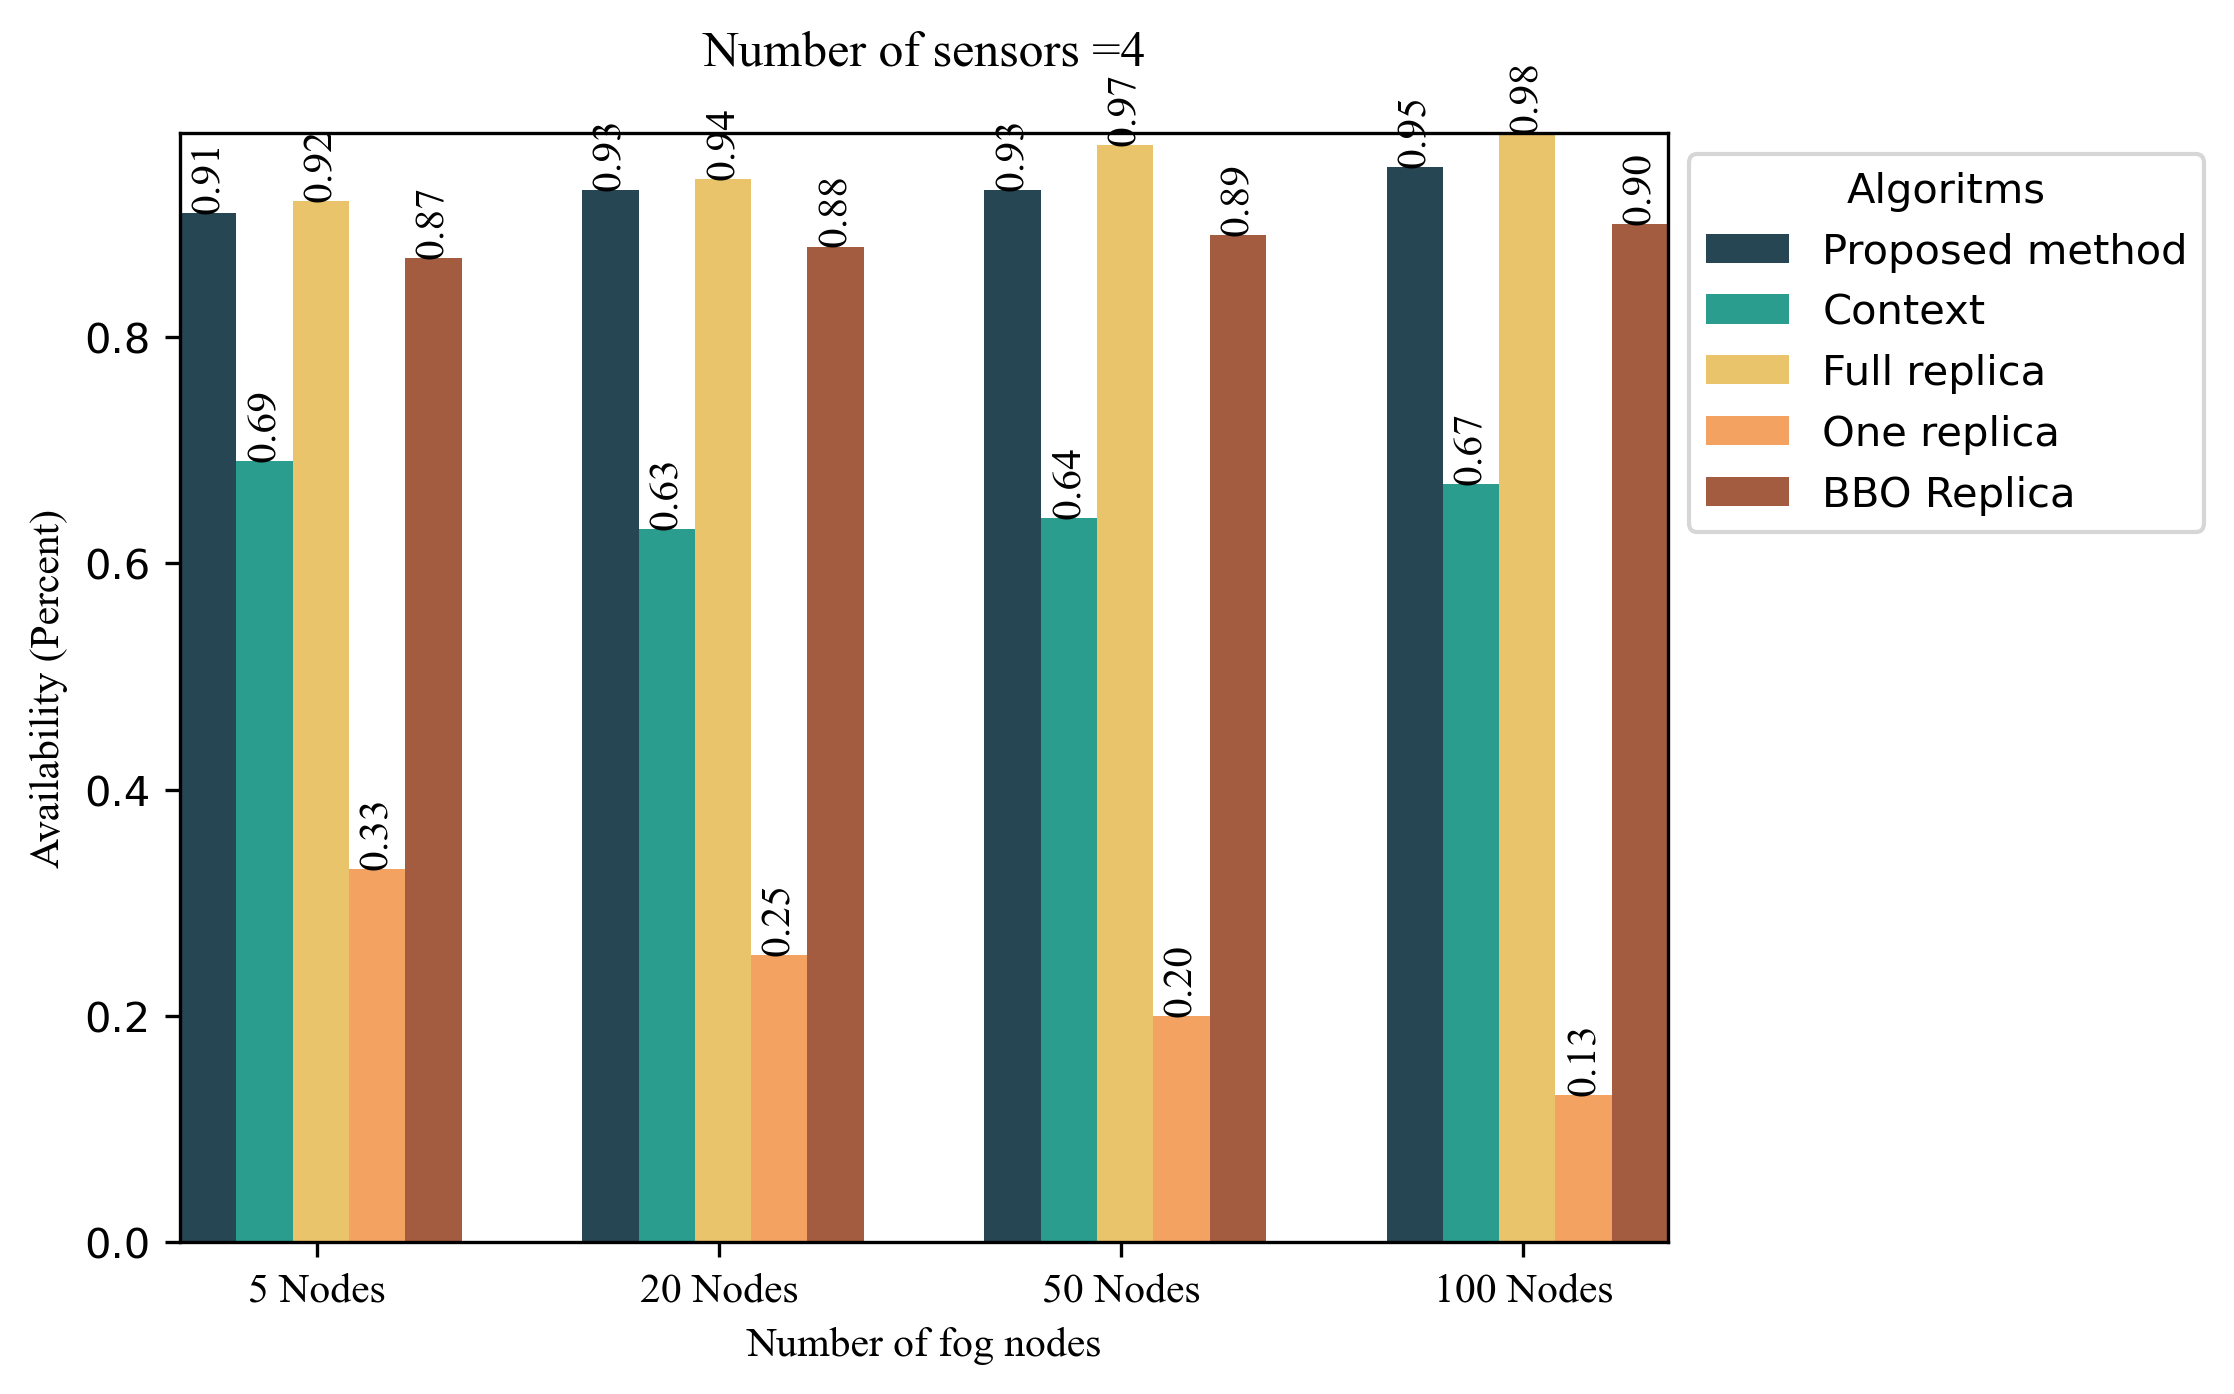 Number of sensors =4
0.91
0.69
0.92
0.33
0.87
0.93
0.63
0.94
0.25
0.88
0.93
0.64
0.97
0.20
0.89
0.95
0.67
0.98
0.13
0.90
Availability (Percent)
0.8
0.6
0.4
0.2
0.0
5 Nodes
20 Nodes
50 Nodes
100 Nodes
Number of fog nodes
Algoritms
Proposed method
Context
Full replica
One replica
BBO Replica